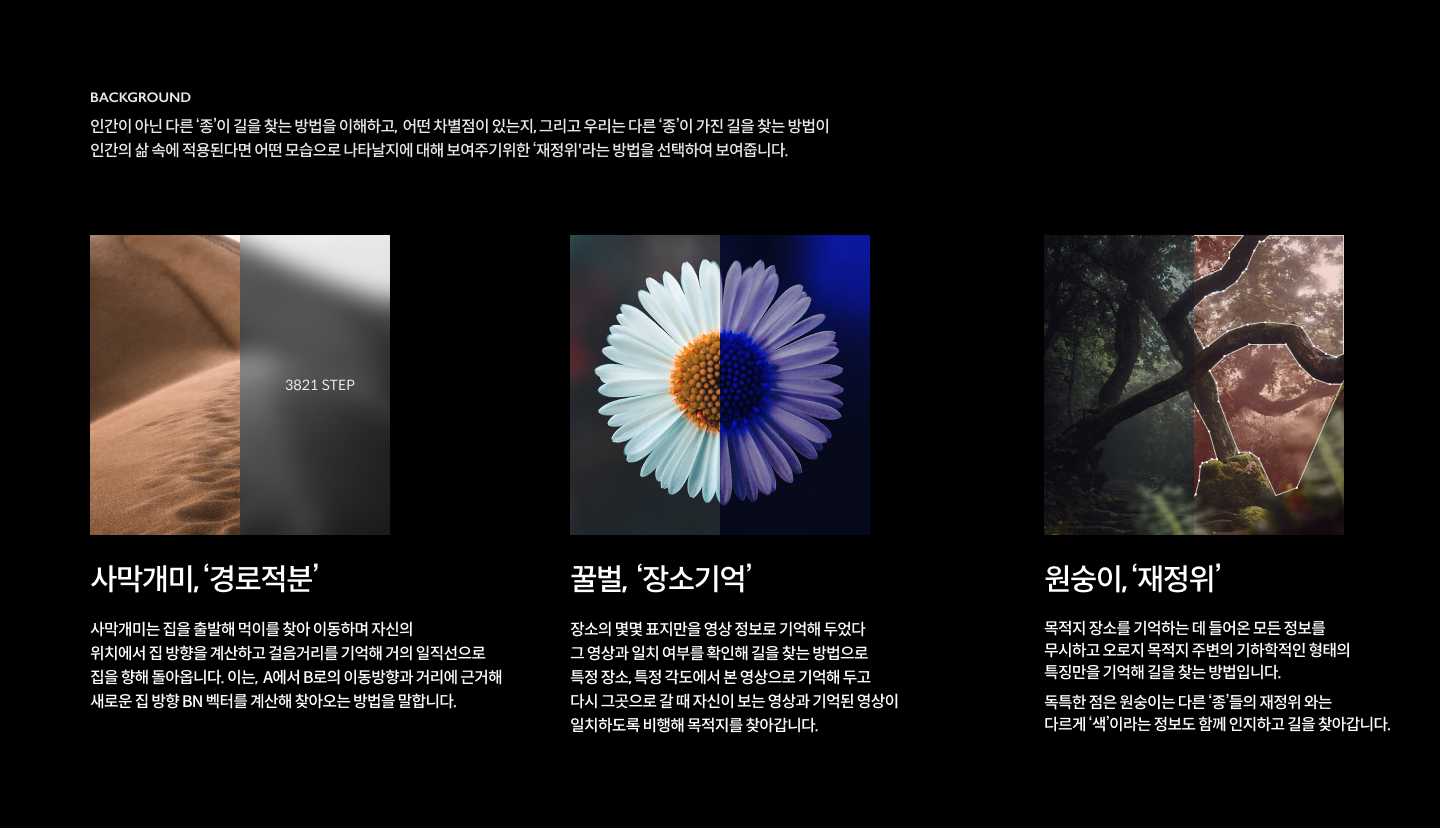 BACKGROUND
인간이 아닌 다른 ‘종’이 길을 찾는 방법을 이해하고, 어떤 차별점이 있는지, 그리고 우리는 다른 ‘종’이 가진 길을 찾는 방법이
인간의 삶 속에 적용된다면 어떤 모습으로 나타날지에 대해 보여주기위한 ‘재정위'라는 방법을 선택하여 보여줍니다.
3821 STEP
사막개미, ‘경로적분’
사막개미는 집을 출발해 먹이를 찾아 이동하며 자신의
위치에서 집 방향을 계산하고 걸음거리를 기억해 거의 일직선으로
집을 향해 돌아옵니다. 이는, A에서 B로의 이동방향과 거리에 근거해
새로운 집 방향 BN 벡터를 계산해 찾아오는 방법을 말합니다.
꿀벌, ‘장소기억’
장소의 몇몇 표지만을 영상 정보로 기억해 두었다
그 영상과 일치 여부를 확인해 길을 찾는 방법으로
특정 장소, 특정 각도에서 본 영상으로 기억해 두고
다시 그곳으로 갈 때 자신이 보는 영상과 기억된 영상이
일치하도록 비행해 목적지를 찾아갑니다.
원숭이, ‘재정위’
목적지 장소를 기억하는 데 들어온 모든 정보를
무시하고 오로지 목적지 주변의 기하학적인 형태의
특징만을 기억해 길을 찾는 방법입니다.
독특한 점은 원숭이는 다른 ‘종’들의 재정위 와는
다르게 ‘색’이라는 정보도 함께 인지하고 길을 찾아갑니다.